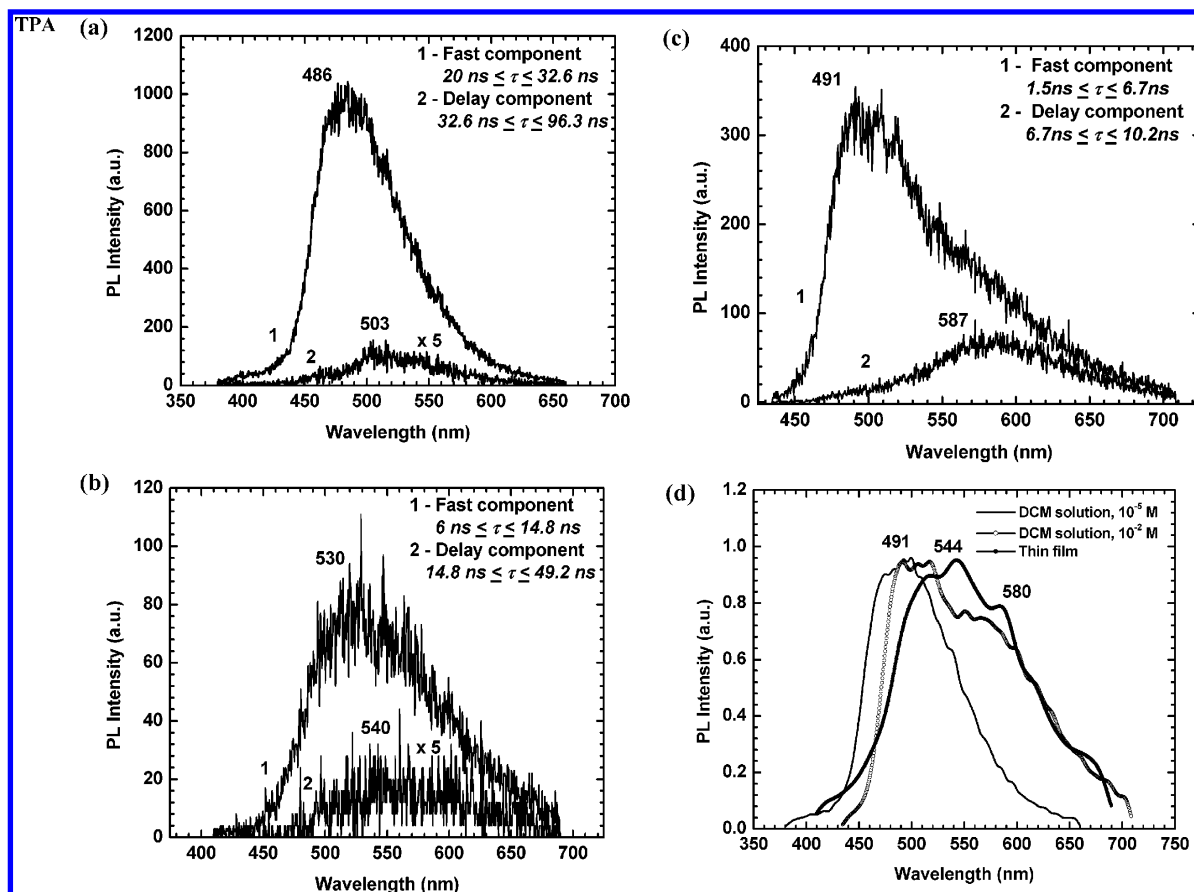 TPA
(a)
1 - Fast component
20 ns ≤ τ ≤ 32.6 ns
2 - Delay component
32.6 ns ≤ τ ≤ 96.3 ns
486
503
x 5
1
2
1200
1000
800
600
400
200
0
350 400 450 500 550 600 650 700
PL Intensity (a.u.)
Wavelength (nm)
(c)
1 - Fast component
1.5ns ≤ τ ≤ 6.7ns
2 - Delay component
6.7ns ≤ τ ≤ 10.2ns
491
587
1
2
400
300
200
100
0
450 500 550 600 650 700
PL Intensity (a.u.)
Wavelength (nm)
(b)
1 - Fast component
6 ns ≤ τ ≤ 14.8 ns
2 - Delay component
14.8 ns ≤ τ ≤ 49.2 ns
530
540
x 5
1
2
120
100
80
60
40
20
0
400 450 500 550 600 650 700
PL Intensity (a.u.)
Wavelength (nm)
(d)
DCM solution, 10⁻⁵ M
DCM solution, 10⁻² M
Thin film
491
544
580
1.2
1.0
0.8
0.6
0.4
0.2
0.0
350 400 450 500 550 600 650 700 750
PL Intensity (a.u.)
Wavelength (nm)